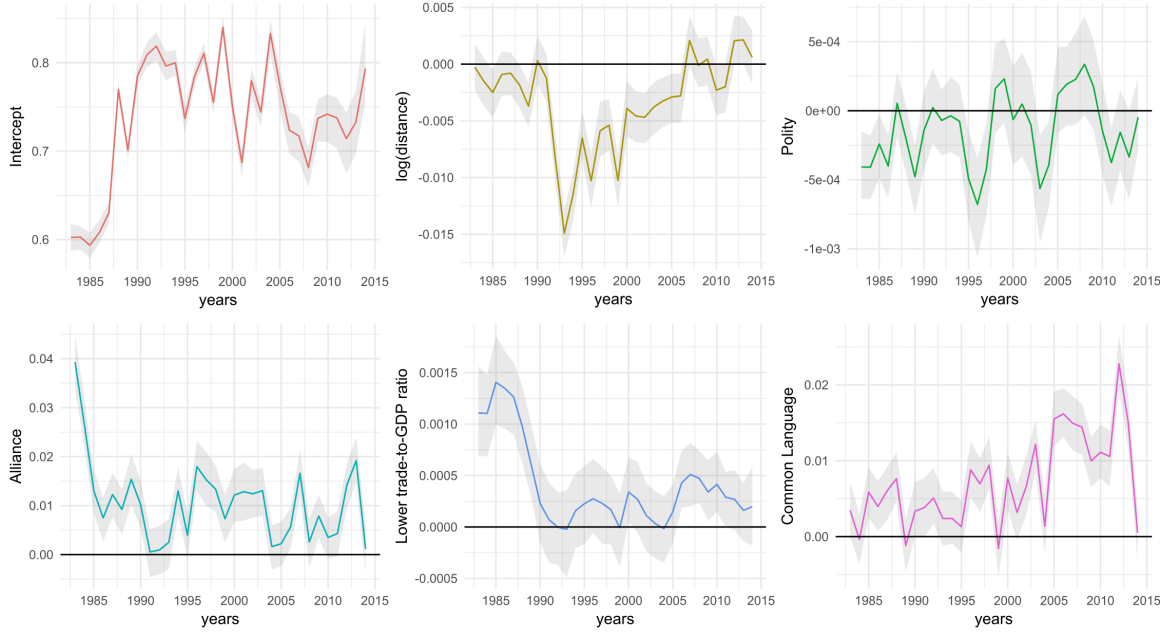 Intercept
0.8
0.7
0.6
1985 1990 1995 2000 2005 2010 2015
years
log(distance)
0.005
0.000
-0.005
-0.010
-0.015
1985 1990 1995 2000 2005 2010 2015
years
Polity
5e-04
0e+00
-5e-04
-1e-03
1985 1990 1995 2000 2005 2010 2015
years
Alliance
0.04
0.03
0.02
0.01
0.00
1985 1990 1995 2000 2005 2010 2015
years
Lower trade-to-GDP ratio
0.0015
0.0010
0.0005
0.0000
-0.0005
1985 1990 1995 2000 2005 2010 2015
years
Common Language
0.02
0.01
0.00
1985 1990 1995 2000 2005 2010 2015
years